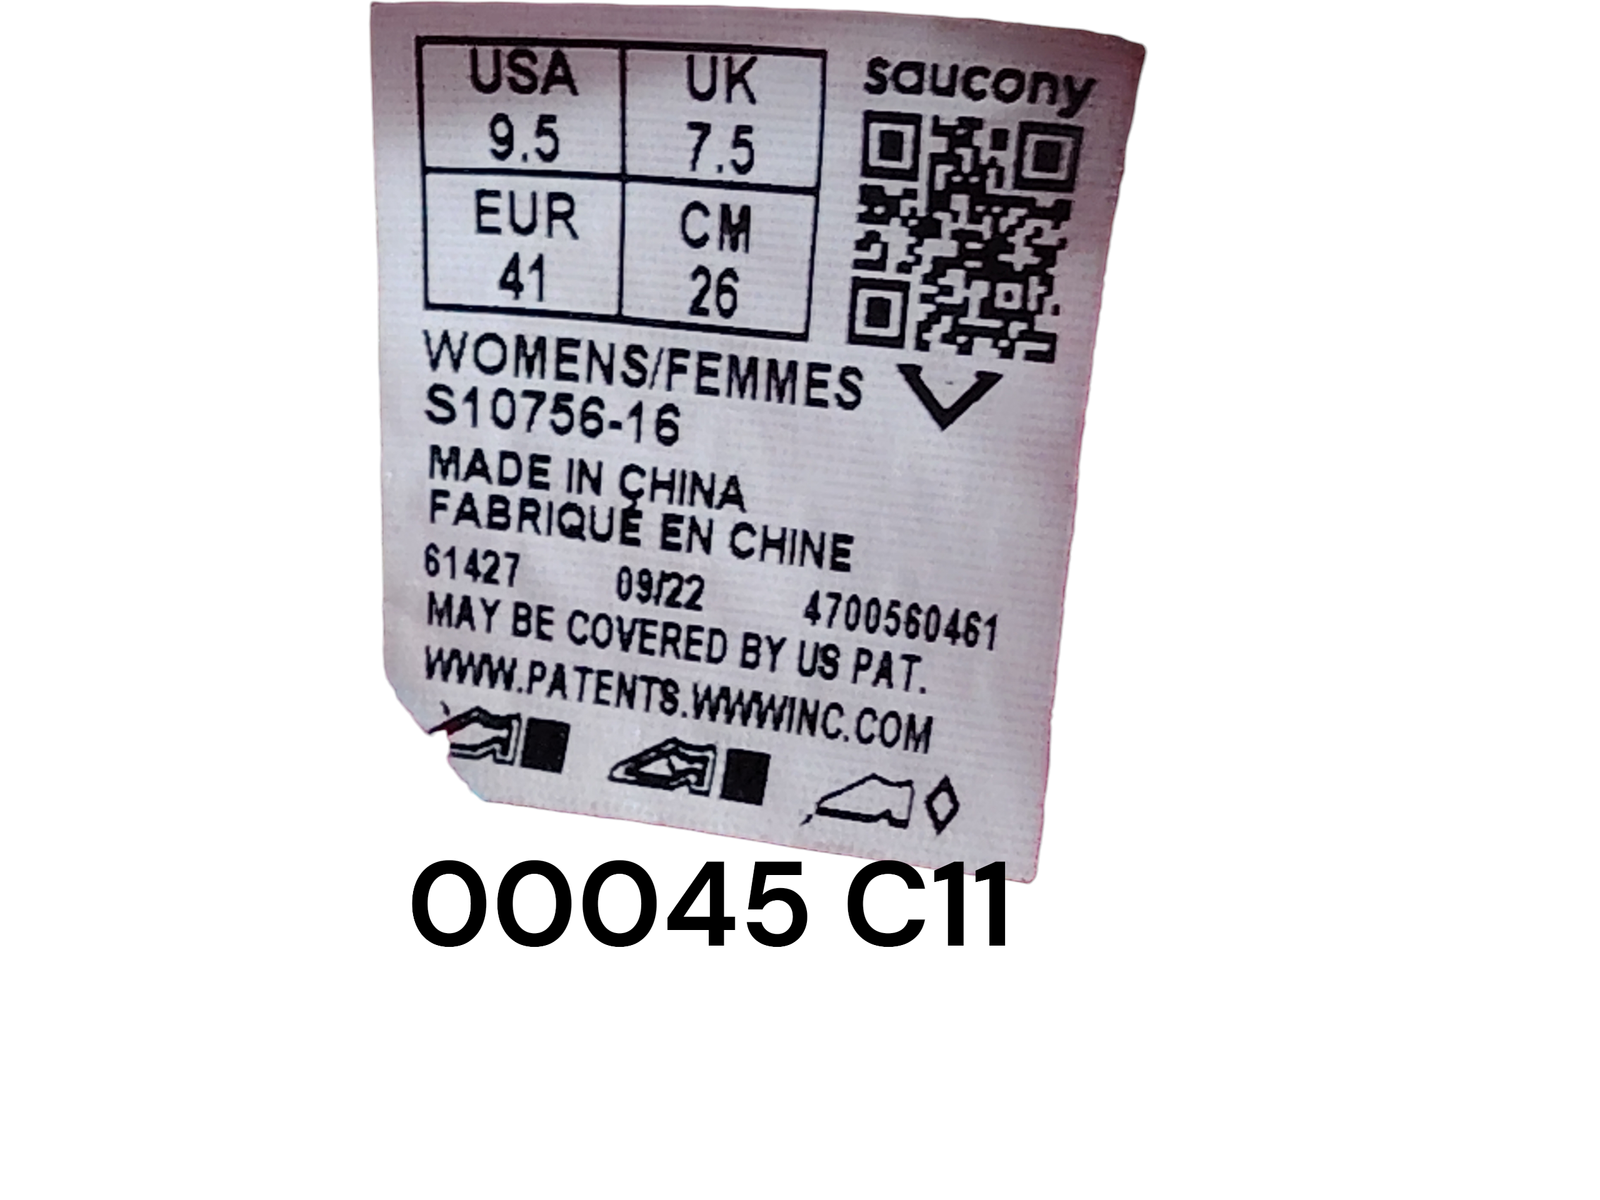 USA UK
9.5 7.5
EUR CM
41 26
saucony
WOMENS/FEMMES
S10756-16
MADE IN CHINA
FABRIQUÉ EN CHINE
61427 09/22 4700560461
MAY BE COVERED BY US PAT.
WWW.PATENTS.WWWINC.COM
00045 C11